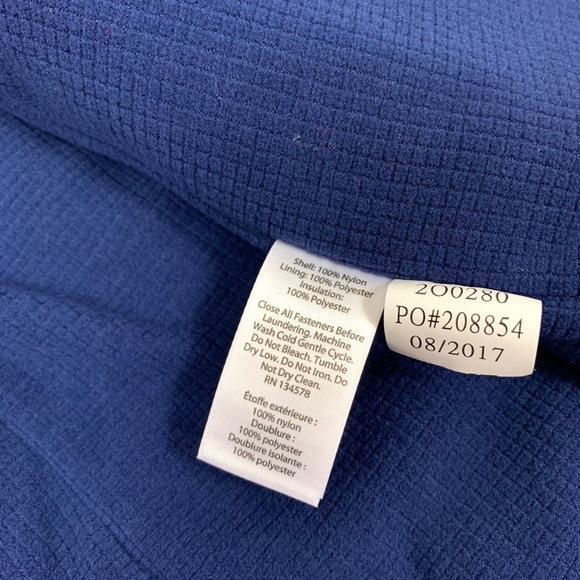 Shell: 100% Nylon
Lining: 100% Polyester
Insulation:
100% Polyester
Close All Fasteners Before
Laundering. Machine
Wash Cold Gentle Cycle.
Do Not Bleach. Tumble
Dry Low. Do Not Iron. Do
Not Dry Clean.
RN 134578
Étoffe extérieure :
100% nylon
Doublure :
100% polyester
Doublure isolante :
100% polyester
2O0280
PO#208854
08/2017